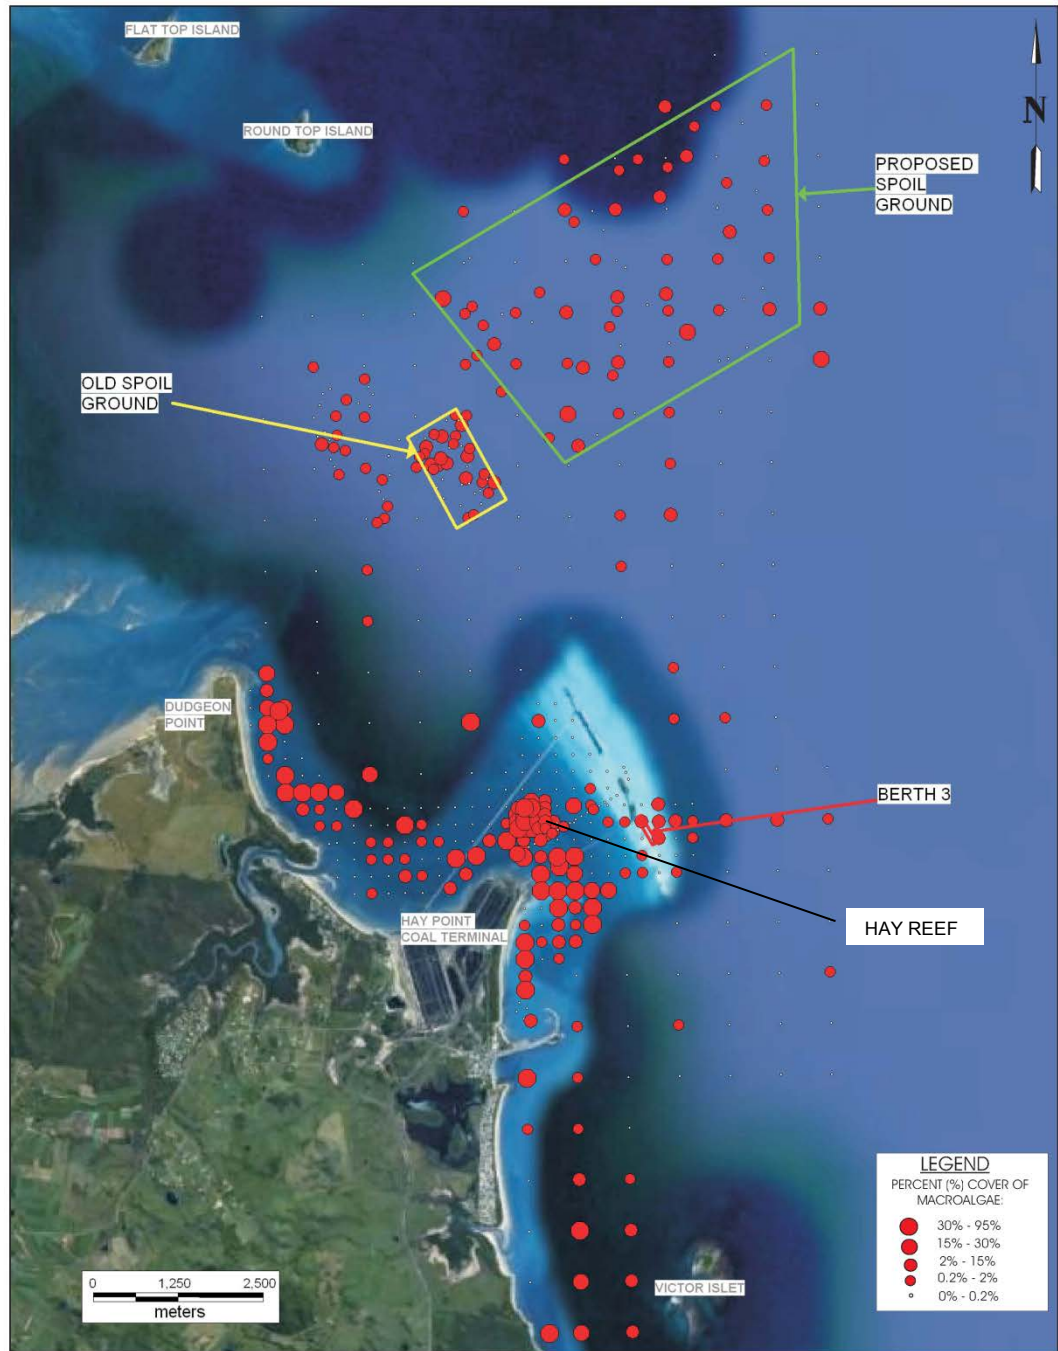 FLAT TOP ISLAND
ROUND TOP ISLAND
N
PROPOSED
SPOIL
GROUND
OLD SPOIL
GROUND
DUDGEON
POINT
BERTH 3
HAY REEF
HAY POINT
COAL TERMINAL
VICTOR ISLET
0 1,250 2,500
meters
LEGEND
PERCENT (%) COVER OF
MACROALGAE:
30% - 95%
15% - 30%
2% - 15%
0.2% - 2%
0% - 0.2%